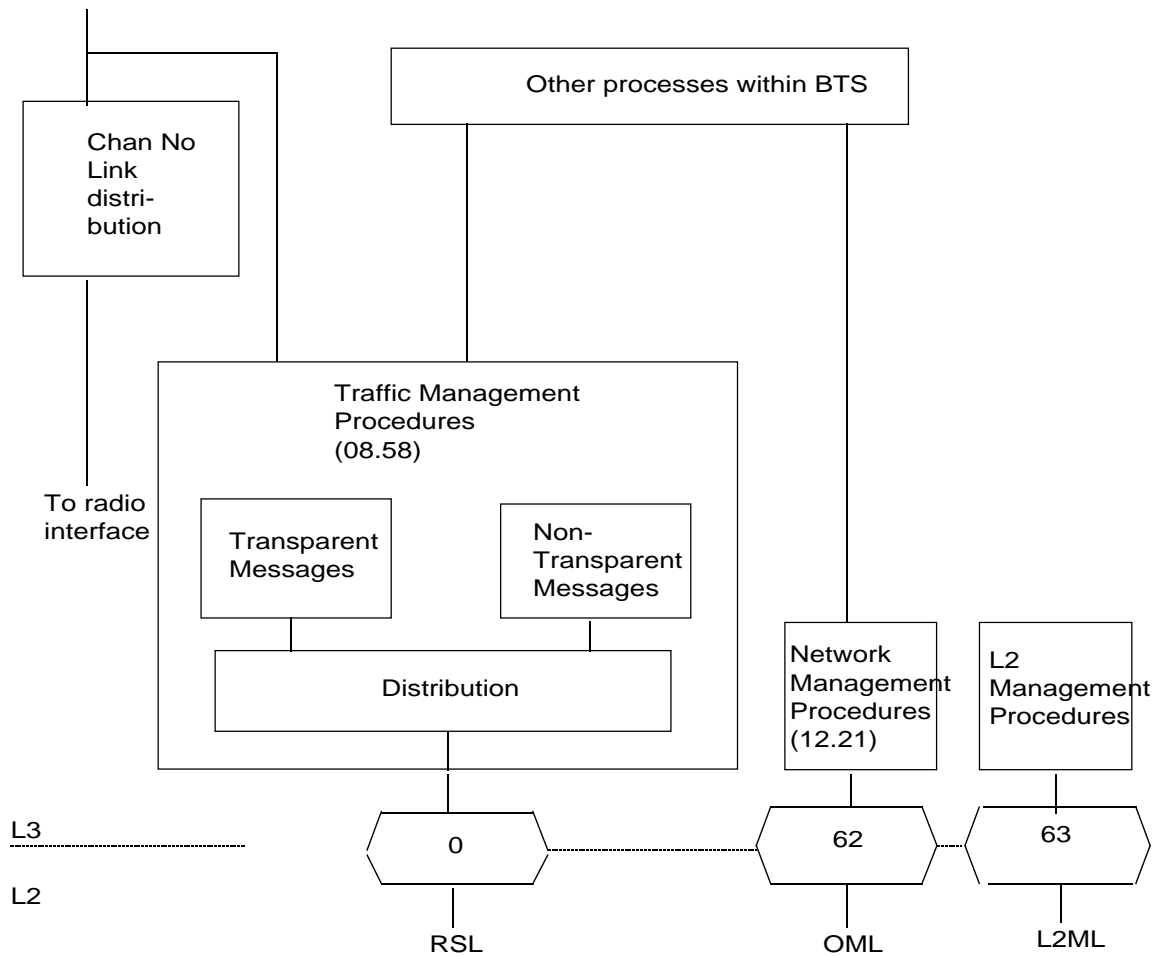 Other processes within BTS
Chan No
Link
distri-
bution
Traffic Management
Procedures
(08.58)
To radio
interface
Transparent
Messages
Non-
Transparent
Messages
Distribution
Network
Management
Procedures
(12.21)
L2
Management
Procedures
L3
0
62
63
L2
RSL
OML
L2ML